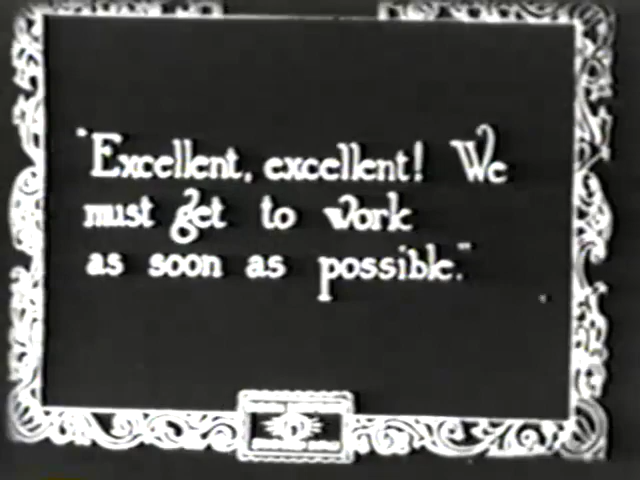 "Excellent, excellent! We
must get to work
as soon as possible."